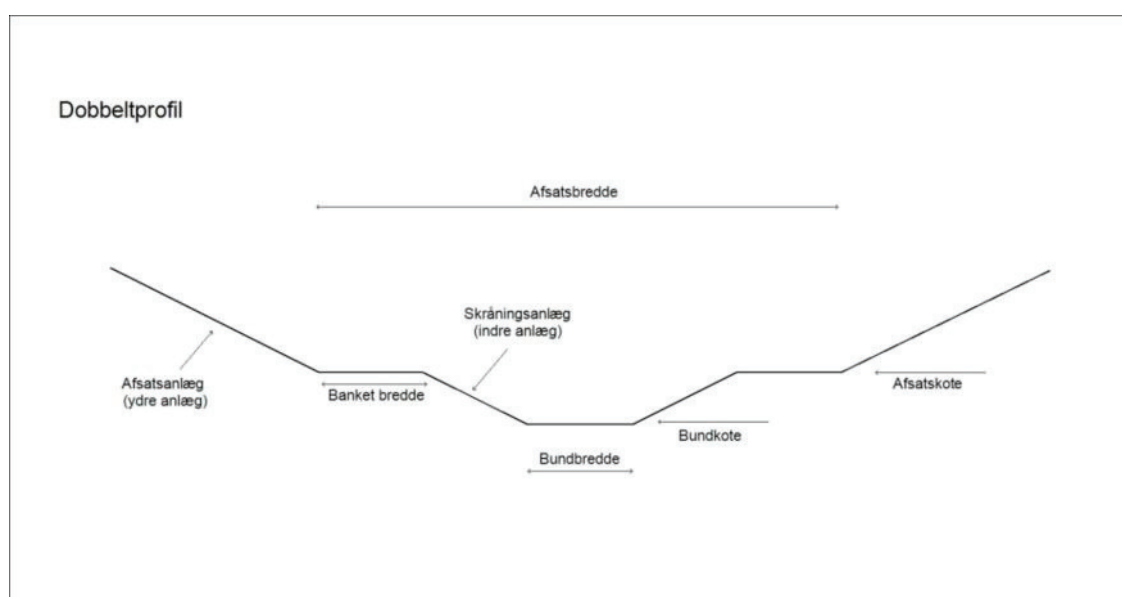 Dobbeltprofil
Afsatsbredde
Skråningsanlæg
(indre anlæg)
Afsatsanlæg
(ydre anlæg)
Banket bredde
Afsatskote
Bundkote
Bundbredde